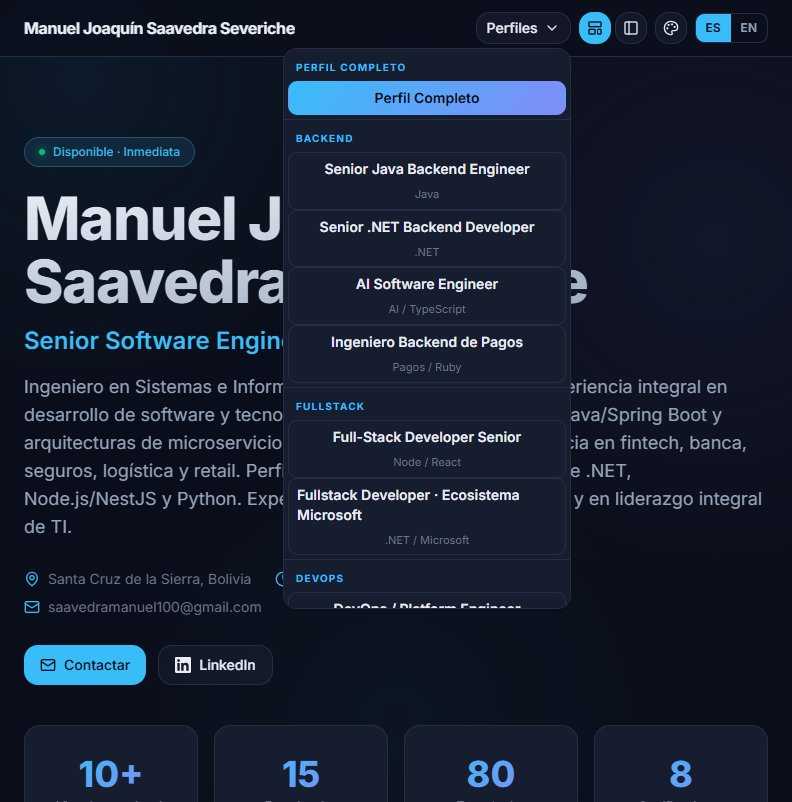 Manuel Joaquín Saavedra Severiche
Perfiles
ES
EN
PERFIL COMPLETO
Perfil Completo
BACKEND
Senior Java Backend Engineer
Java
Senior .NET Backend Developer
.NET
AI Software Engineer
AI / TypeScript
Ingeniero Backend de Pagos
Pagos / Ruby
FULLSTACK
Full-Stack Developer Senior
Node / React
Fullstack Developer · Ecosistema
Microsoft
.NET / Microsoft
DEVOPS
DevOps / Platform Engineer
Disponible · Inmediata
Manuel J
Saavedra e
Senior Software Engin
Ingeniero en Sistemas e Inform eriencia integral en
desarrollo de software y tecno ava/Spring Boot y
arquitecturas de microservicio cia en fintech, banca,
seguros, logística y retail. Perfi e .NET,
Node.js/NestJS y Python. Expe y en liderazgo integral
de TI.
Santa Cruz de la Sierra, Bolivia
saavedramanuel100@gmail.com
Contactar
LinkedIn
10+
15
80
8